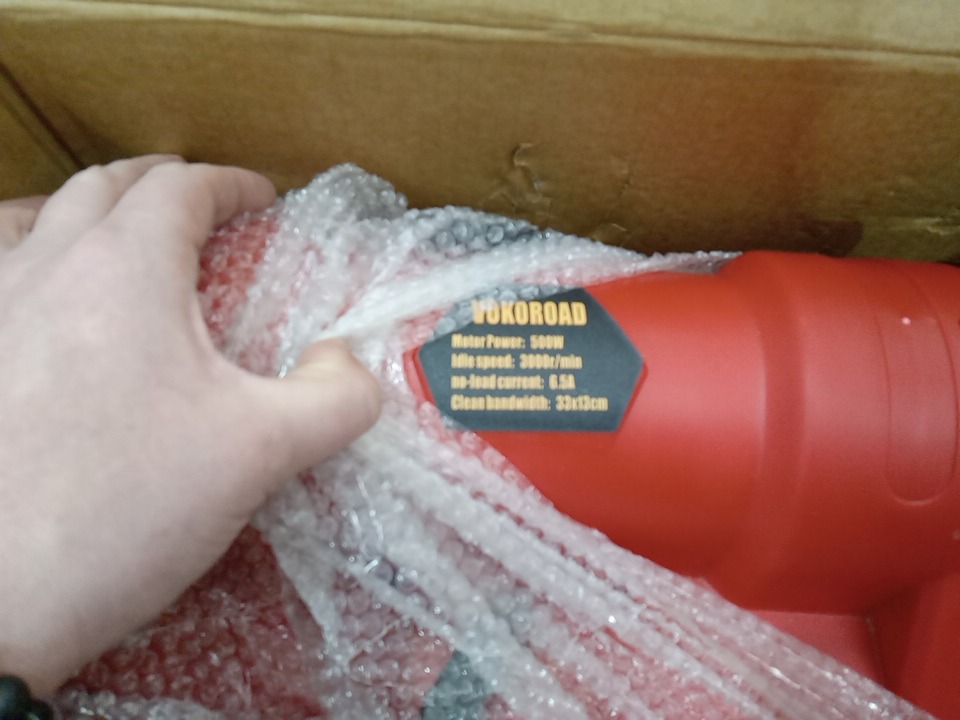 VOKOROAD
Motor Power: 500W
Idle speed: 3000r/min
no-load current: 6.5A
Clean bandwidth: 33x13cm